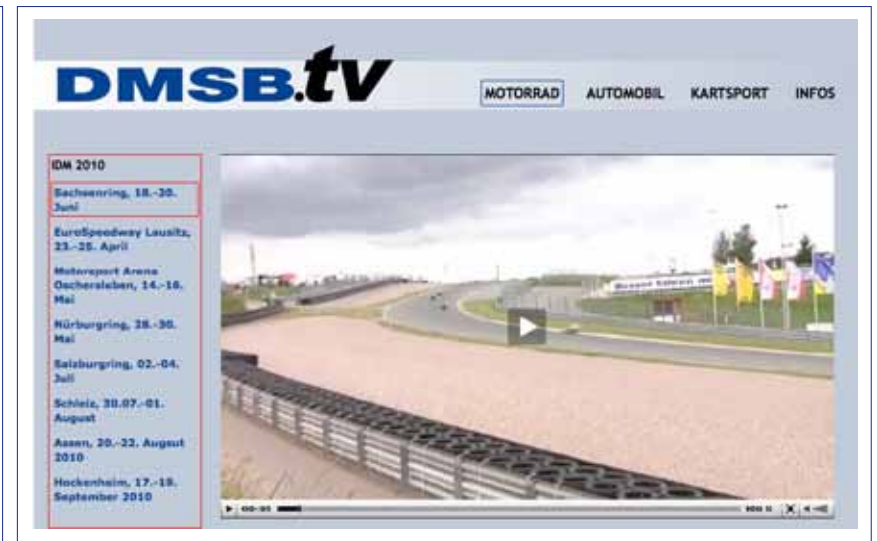 DMSB.tv
MOTORRAD AUTOMOBIL KARTSPORT INFOS
IDM 2010
Sachsenring, 18.-20.
Juni
EuroSpeedway Lausitz,
23.-25. April
Motorsport Arena
Oschersleben, 14.-16.
Mai
Nürburgring, 28.-30.
Mai
Salzburgring, 02.-04.
Juli
Schleiz, 30.07.-01.
August
Assen, 20.-22. Augsut
2010
Hockenheim, 17.-19.
September 2010